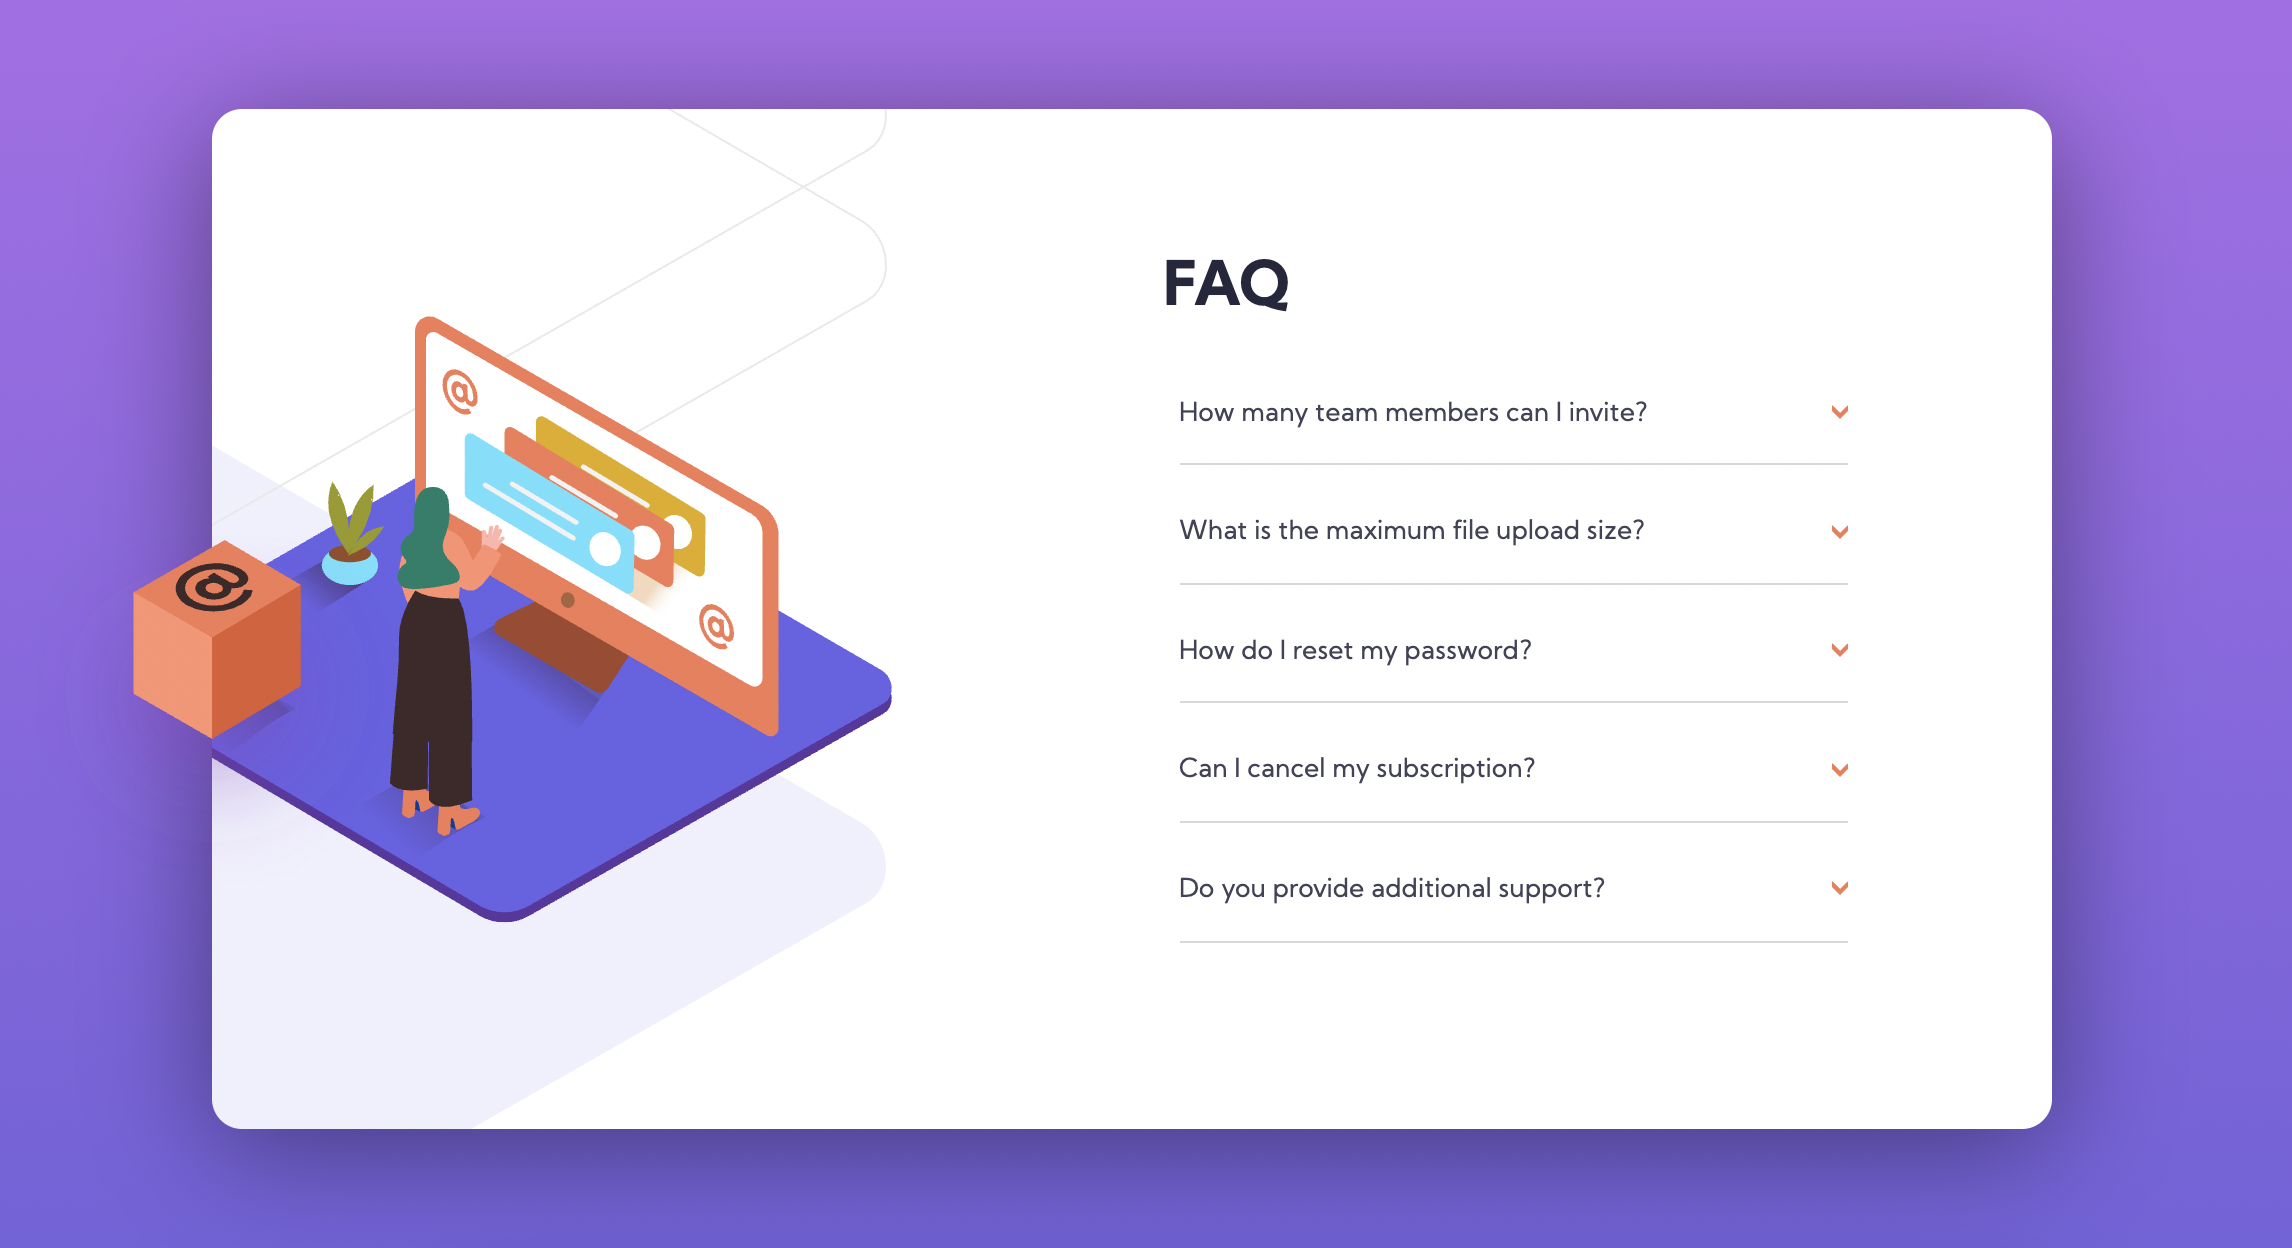 @
@
@
FAQ
How many team members can I invite?
What is the maximum file upload size?
How do I reset my password?
Can I cancel my subscription?
Do you provide additional support?